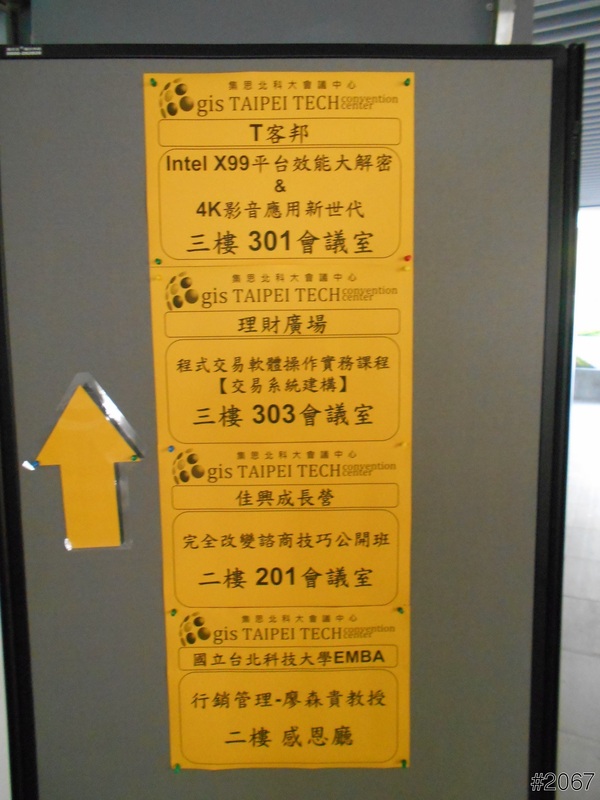 集思北科大會議中心
gis TAIPEI TECH convention center
T客邦
Intel X99平台效能大解密
&
4K影音應用新世代
三樓 301會議室
集思北科大會議中心
gis TAIPEI TECH convention center
理財廣場
程式交易軟體操作實務課程
【交易系統建構】
三樓 303會議室
集思北科大會議中心
gis TAIPEI TECH convention center
佳興成長營
完全改變諮商技巧公開班
二樓 201會議室
集思北科大會議中心
gis TAIPEI TECH convention center
國立台北科技大學EMBA
行銷管理-廖森貴教授
二樓 感恩廳
#2067